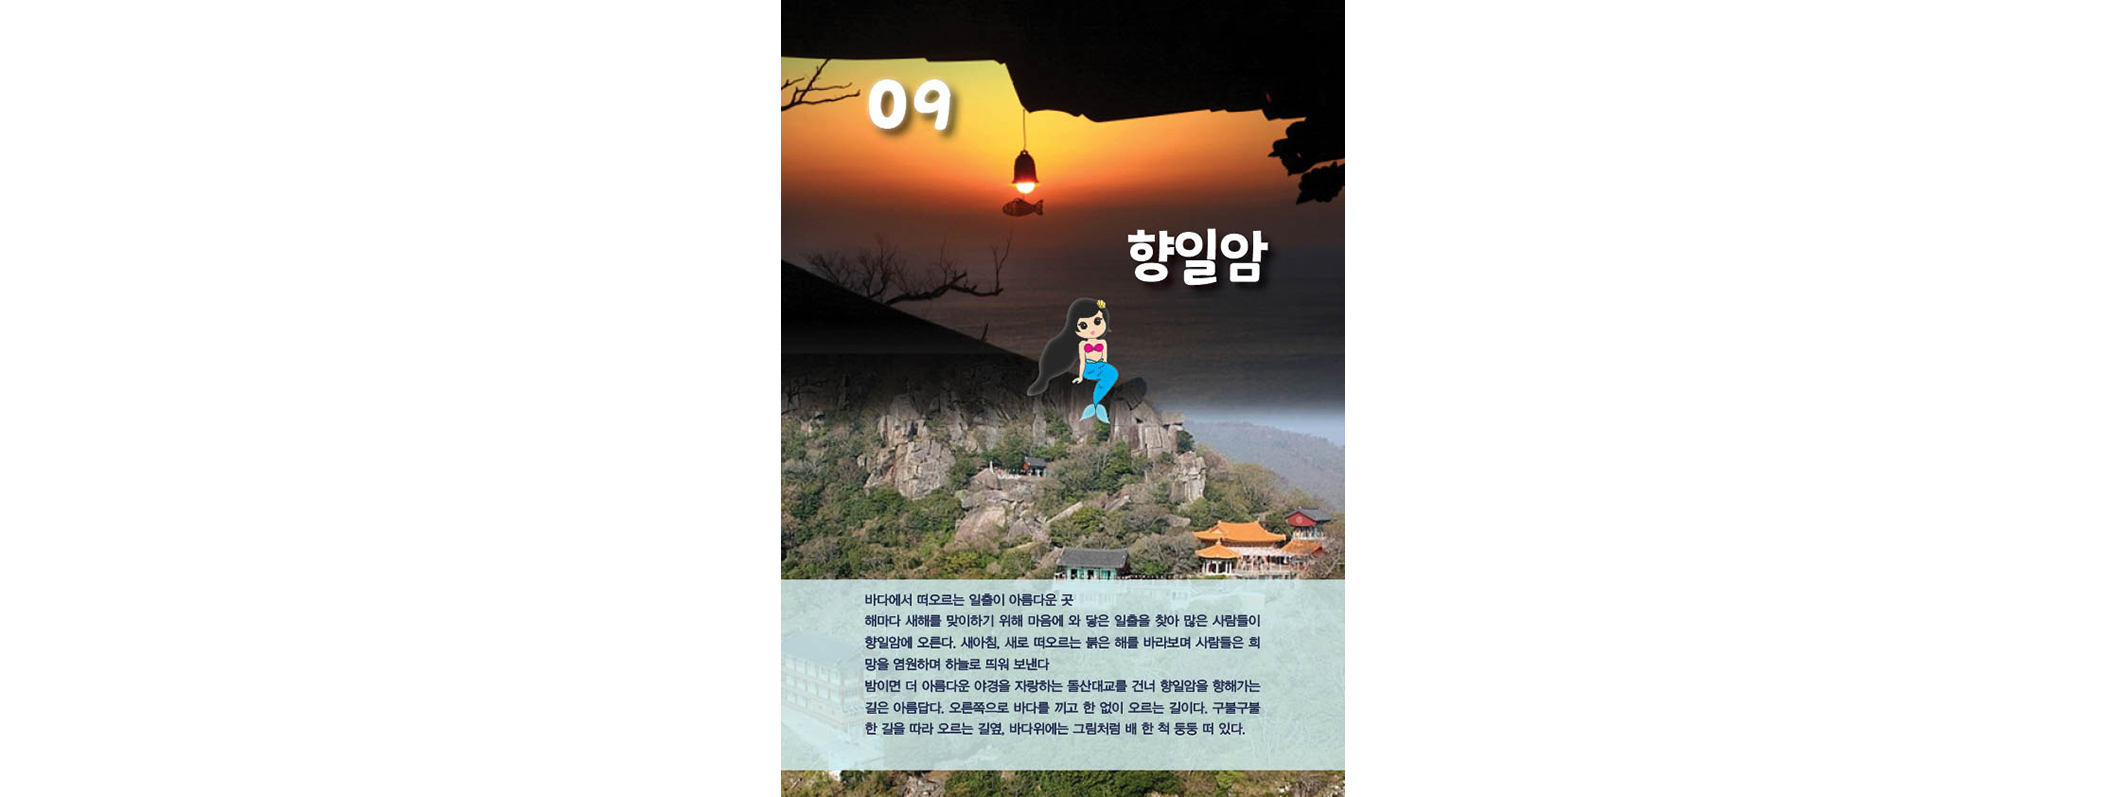 09
향일암
바다에서 떠오르는 일출이 아름다운 곳
해마다 새해를 맞이하기 위해 마음에 와 닿은 일출을 찾아 많은 사람들이
향일암에 오른다. 새아침, 새로 떠오르는 붉은 해를 바라보며 사람들은 희
망을 염원하며 하늘로 띄워 보낸다
밤이면 더 아름다운 야경을 자랑하는 돌산대교를 건너 향일암을 향해가는
길은 아름답다. 오른쪽으로 바다를 끼고 한 없이 오르는 길이다. 구불구불
한 길을 따라 오르는 길옆, 바다위에는 그림처럼 배 한 척 둥둥 떠 있다.